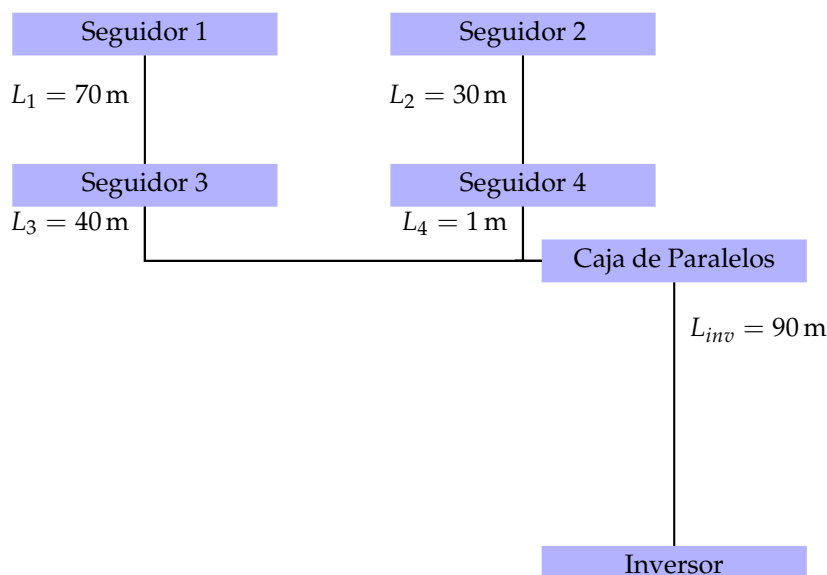 Seguidor 1
Seguidor 2
L₁ = 70 m
L₂ = 30 m
Seguidor 3
Seguidor 4
L₃ = 40 m
L₄ = 1 m
Caja de Paralelos
Lᵢₙᵥ = 90 m
Inversor